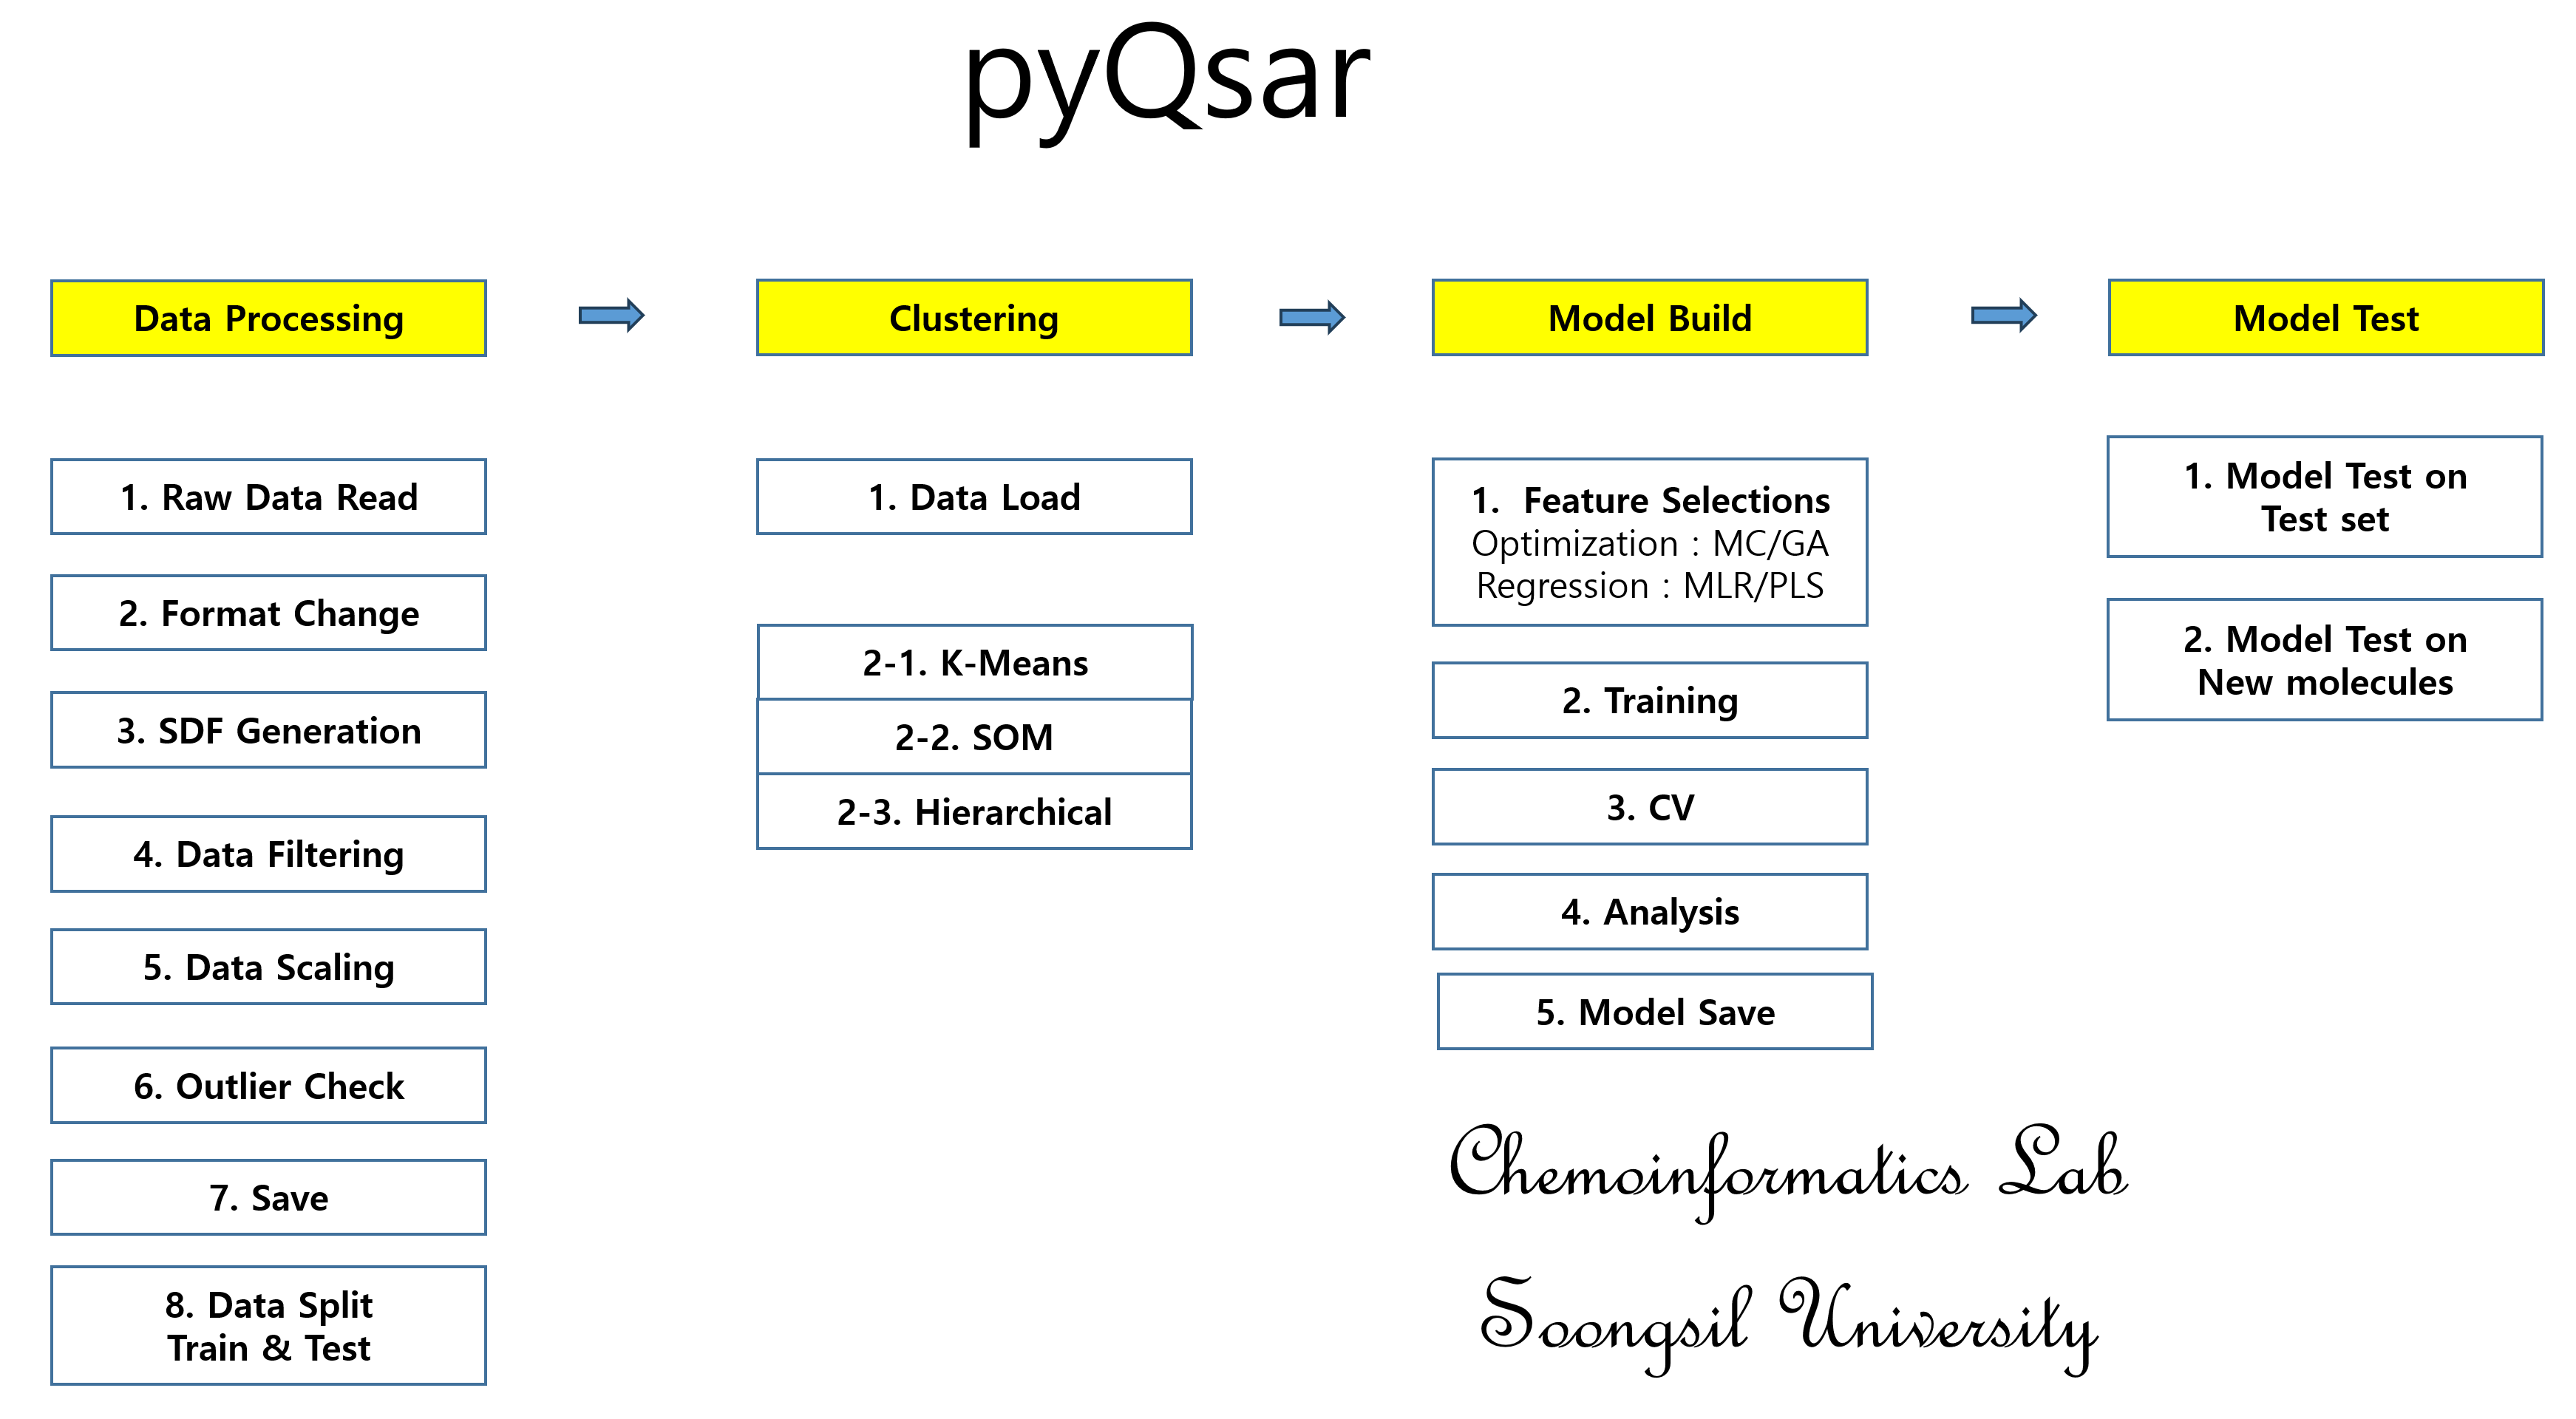 pyQsar
Data Processing
1. Raw Data Read
2. Format Change
3. SDF Generation
4. Data Filtering
5. Data Scaling
6. Outlier Check
7. Save
8. Data Split
Train & Test
Clustering
1. Data Load
2-1. K-Means
2-2. SOM
2-3. Hierarchical
Model Build
1. Feature Selections
Optimization : MC/GA
Regression : MLR/PLS
2. Training
3. CV
4. Analysis
5. Model Save
Model Test
1. Model Test on
Test set
2. Model Test on
New molecules
Chemoinformatics Lab
Soongsil University